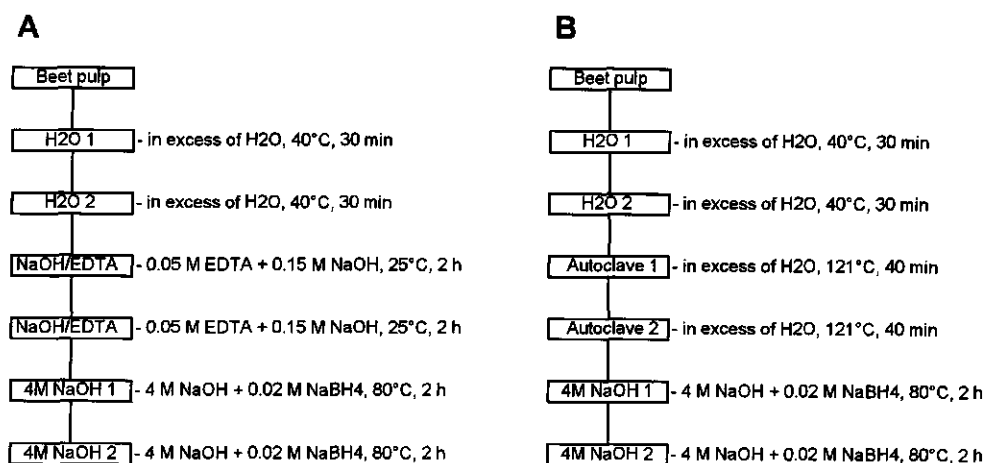 A
Beet pulp
H2O 1 - in excess of H2O, 40°C, 30 min
H2O 2 - in excess of H2O, 40°C, 30 min
NaOH/EDTA - 0.05 M EDTA + 0.15 M NaOH, 25°C, 2 h
NaOH/EDTA - 0.05 M EDTA + 0.15 M NaOH, 25°C, 2 h
4M NaOH 1 - 4 M NaOH + 0.02 M NaBH4, 80°C, 2 h
4M NaOH 2 - 4 M NaOH + 0.02 M NaBH4, 80°C, 2 h
B
Beet pulp
H2O 1 - in excess of H2O, 40°C, 30 min
H2O 2 - in excess of H2O, 40°C, 30 min
Autoclave 1 - in excess of H2O, 121°C, 40 min
Autoclave 2 - in excess of H2O, 121°C, 40 min
4M NaOH 1 - 4 M NaOH + 0.02 M NaBH4, 80°C, 2 h
4M NaOH 2 - 4 M NaOH + 0.02 M NaBH4, 80°C, 2 h